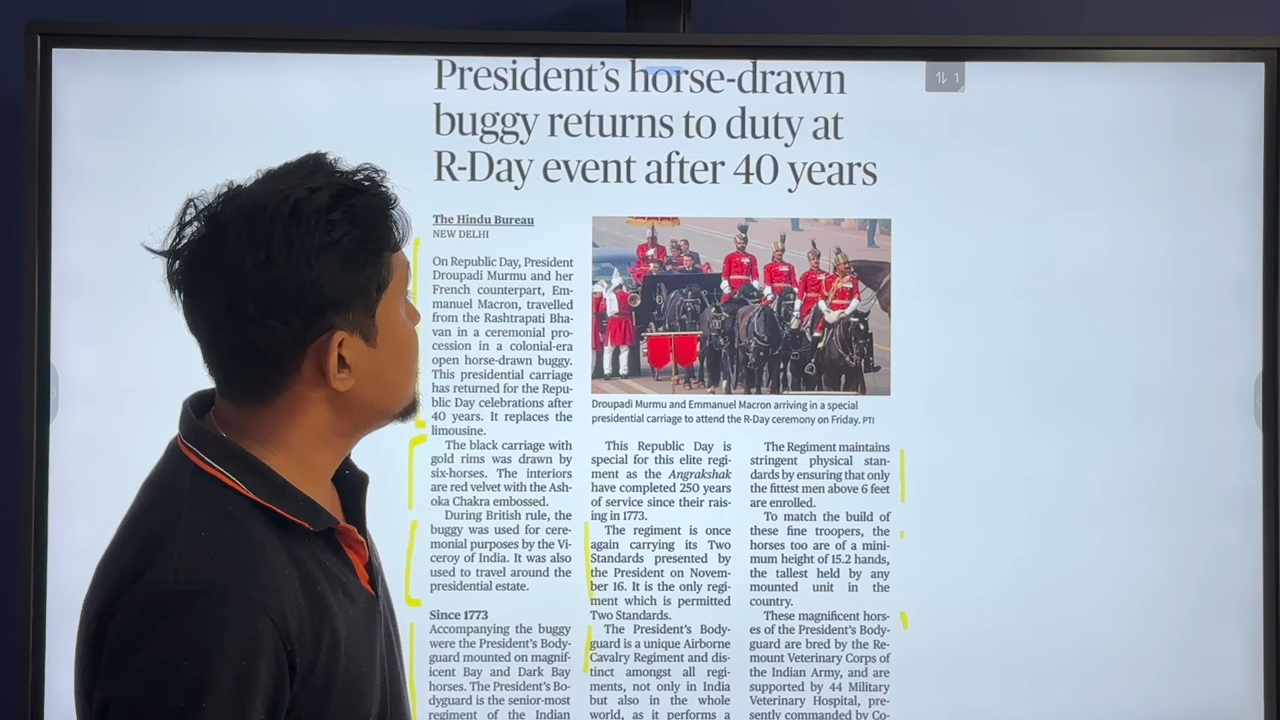 President's horse-drawn
buggy returns to duty at
R-Day event after 40 years
1
The Hindu Bureau
NEW DELHI
On Republic Day, President
Droupadi Murmu and her
French counterpart, Em-
manuel Macron, travelled
from the Rashtrapati Bha-
van in a ceremonial pro-
cession in a colonial-era
open horse-drawn buggy.
This presidential carriage
has returned for the Repu-
blic Day celebrations after
40 years. It replaces the
limousine.
The black carriage with
gold rims was drawn by
six-horses. The interiors
are red velvet with the Ash-
oka Chakra embossed.
During British rule, the
buggy was used for cere-
monial purposes by the Vi-
ceroy of India. It was also
used to travel around the
presidential estate.
Since 1773
Accompanying the buggy
were the President's Body-
guard mounted on magnif-
icent Bay and Dark Bay
horses. The President's Bo-
dyguard is the senior-most
regiment of the Indian
Droupadi Murmu and Emmanuel Macron arriving in a special
presidential carriage to attend the R-Day ceremony on Friday. PTI
This Republic Day is
special for this elite regi-
ment as the Angrakshak
have completed 250 years
of service since their rais-
ing in 1773.
The regiment is once
again carrying its Two
Standards presented by
the President on Novem-
ber 16. It is the only regi-
ment which is permitted
Two Standards.
The President's Body-
guard is a unique Airborne
Cavalry Regiment and dis-
tinct amongst all regi-
ments, not only in India
but also in the whole
world, as it performs a
The Regiment maintains
stringent physical stan-
dards by ensuring that only
the fittest men above 6 feet
are enrolled.
To match the build of
these fine troopers, the
horses too are of a mini-
mum height of 15.2 hands,
the tallest held by any
mounted unit in the
country.
These magnificent hors-
es of the President's Body-
guard are bred by the Re-
mount Veterinary Corps of
the Indian Army, and are
supported by 44 Military
Veterinary Hospital, pre-
sently commanded by Co-